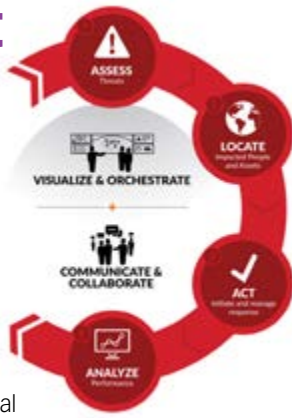 ASSESS
Threats
LOCATE
Impacted People
and Assets
VISUALIZE & ORCHESTRATE
COMMUNICATE &
COLLABORATE
ACT
Initiate and manage
response
ANALYZE
Performance
al